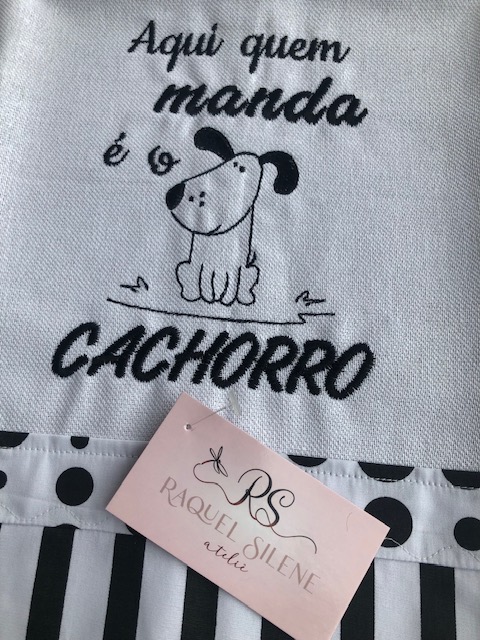 Aqui quem
manda
é o
CACHORRO
RS
RAQUEL SILENE
ateliê